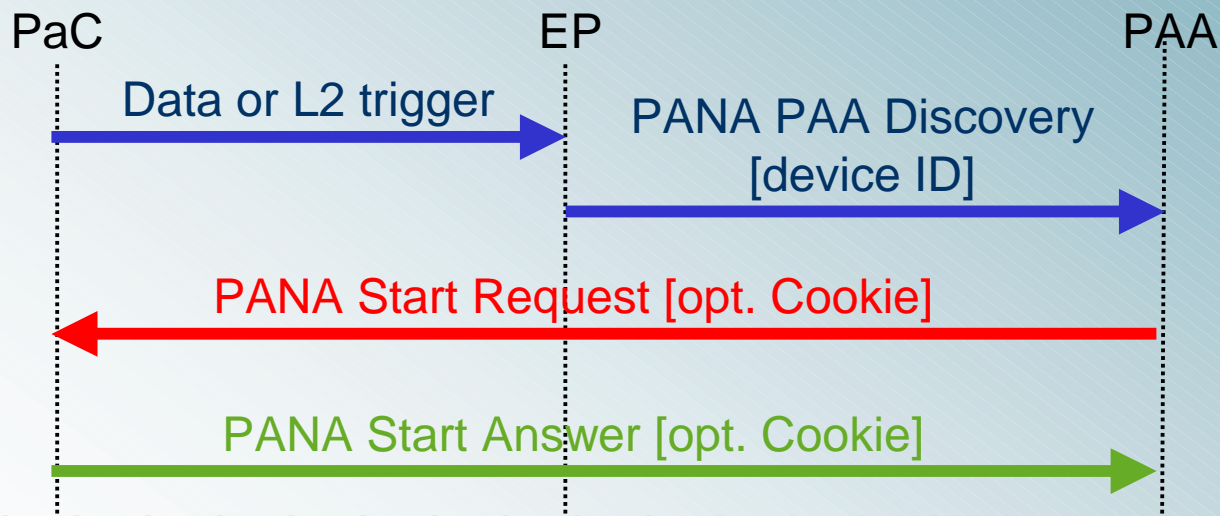 PaC EP PAA
Data or L2 trigger
PANA PAA Discovery
[device ID]
PANA Start Request [opt. Cookie]
PANA Start Answer [opt. Cookie]